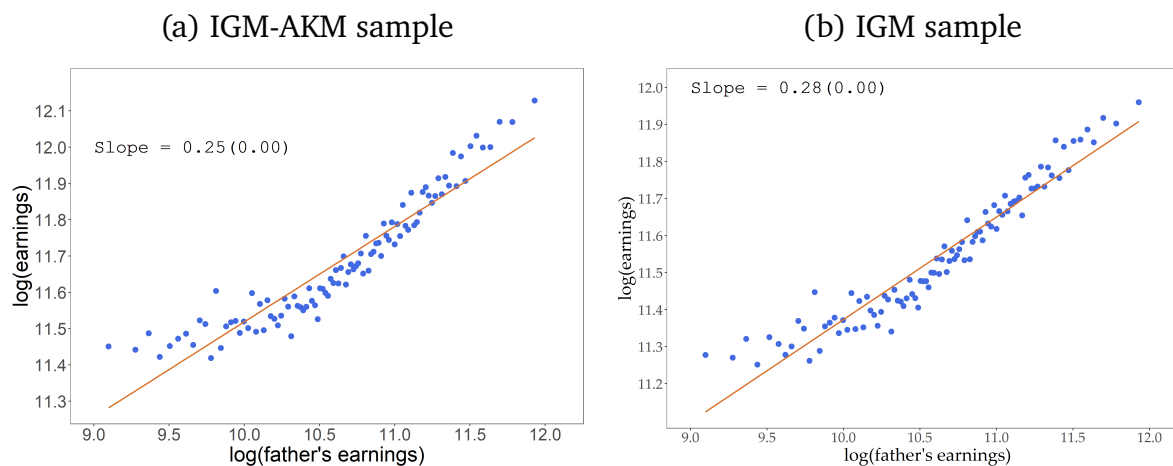 (a) IGM-AKM sample
Slope = 0.25(0.00)
log(earnings)
12.1
12.0
11.9
11.8
11.7
11.6
11.5
11.4
11.3
9.0 9.5 10.0 10.5 11.0 11.5 12.0
log(father's earnings)
(b) IGM sample
Slope = 0.28(0.00)
log(earnings)
12.0
11.9
11.8
11.7
11.6
11.5
11.4
11.3
11.2
9.0 9.5 10.0 10.5 11.0 11.5 12.0
log(father's earnings)